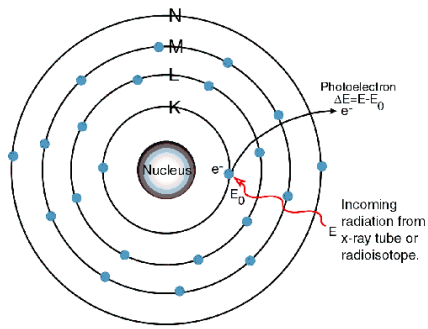 N
M
L
K
Photoelectron
ΔE=E-E0
e-
Nucleus
e-
E0
Incoming
radiation from
E
x-ray tube or
radioisotope.